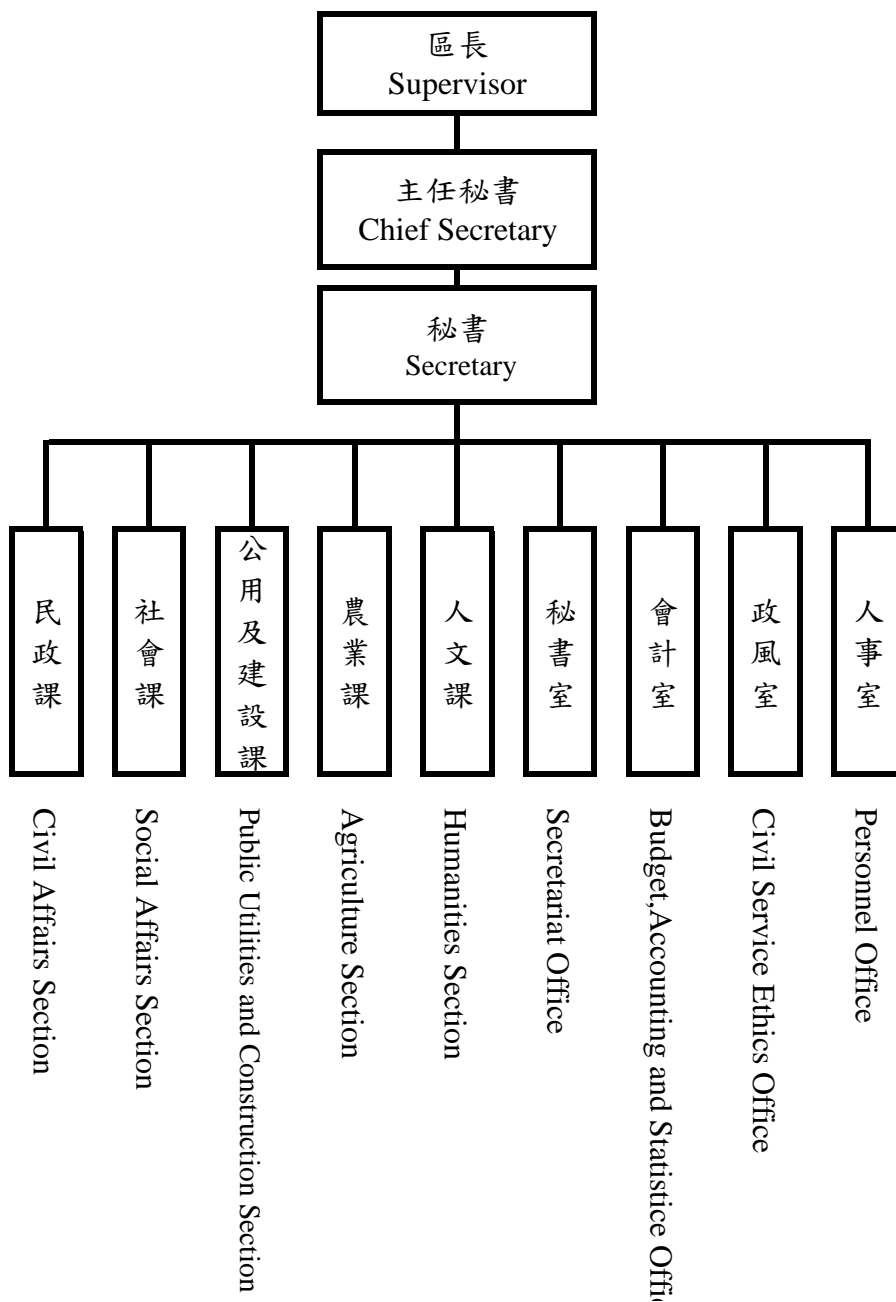 區長
Supervisor
主任秘書
Chief Secretary
秘書
Secretary
民政課
社會課
公用及建設課
農業課
人文課
秘書室
會計室
政風室
人事室
Civil Affairs Section
Social Affairs Section
Public Utilities and Construction Section
Agriculture Section
Humanities Section
Secretariat Office
Budget,Accounting and Statistice Offic
Civil Service Ethics Office
Personnel Office